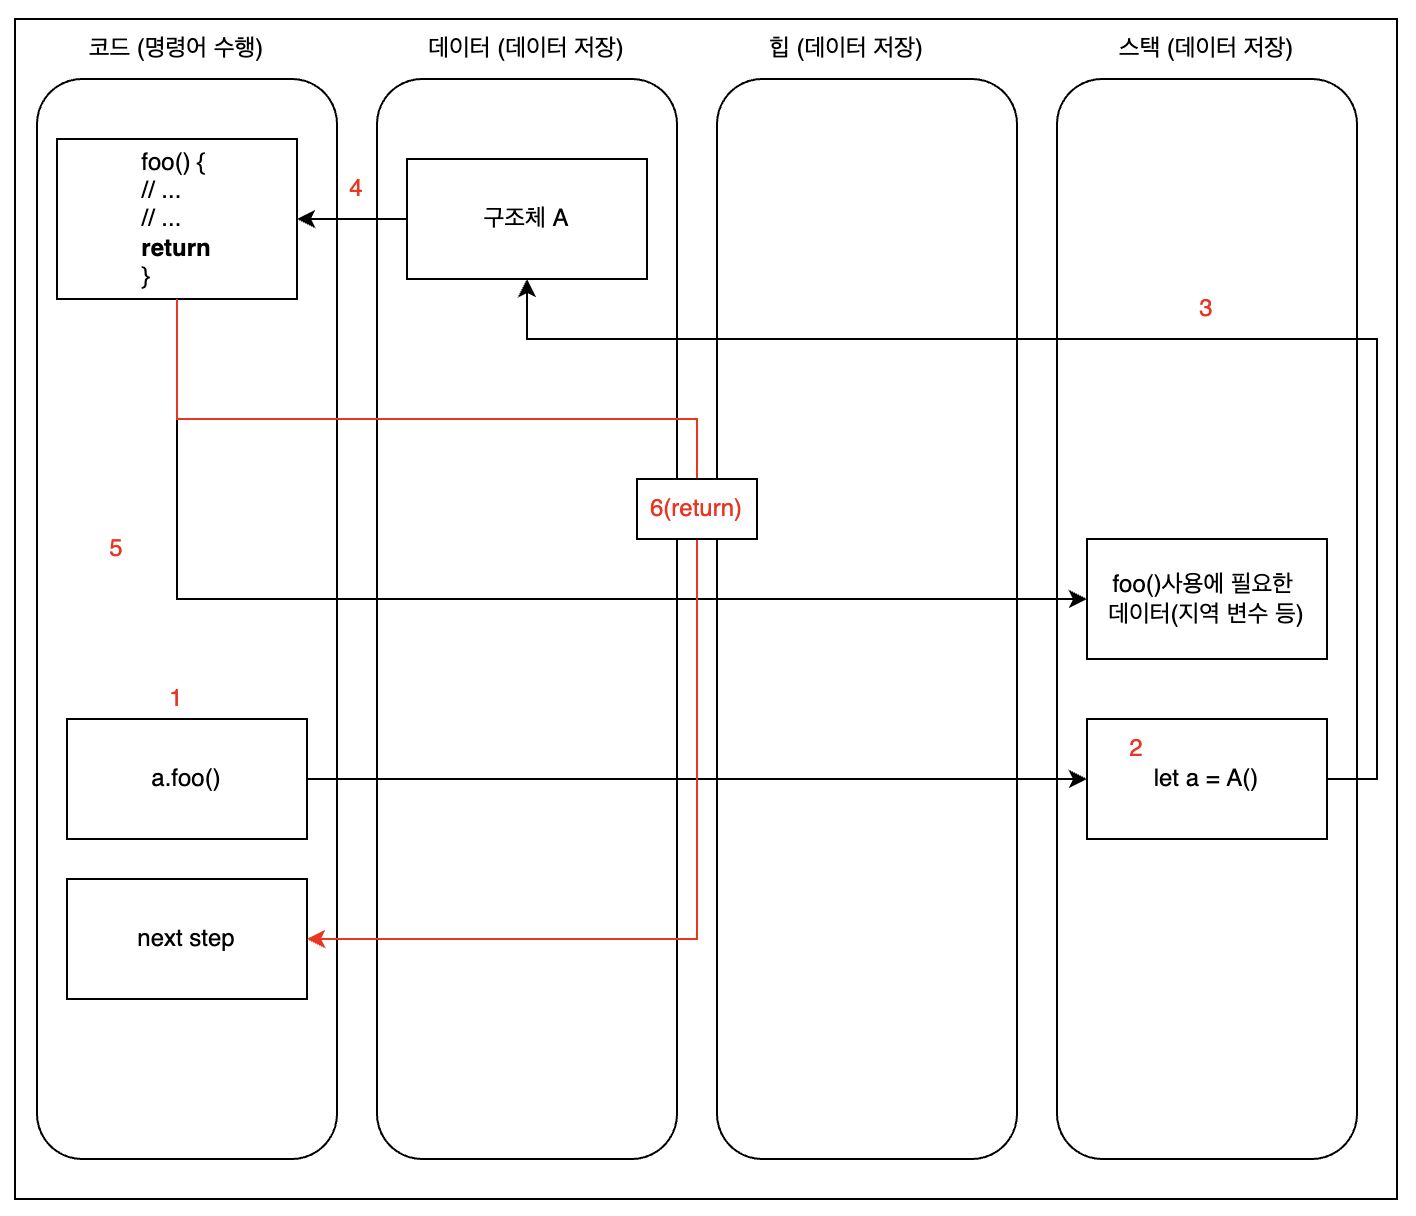 코드 (명령어 수행)
데이터 (데이터 저장)
힙 (데이터 저장)
스택 (데이터 저장)
foo() {
// ...
// ...
return
}
4
구조체 A
3
6(return)
5
foo()사용에 필요한
데이터(지역 변수 등)
1
a.foo()
2
let a = A()
next step